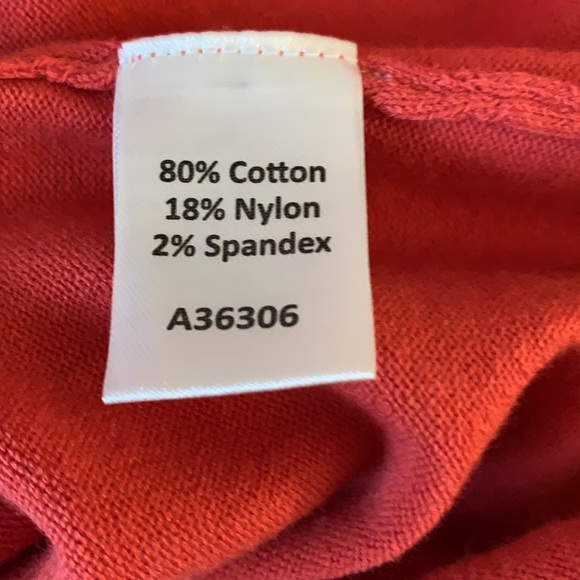 80% Cotton
18% Nylon
2% Spandex
A36306